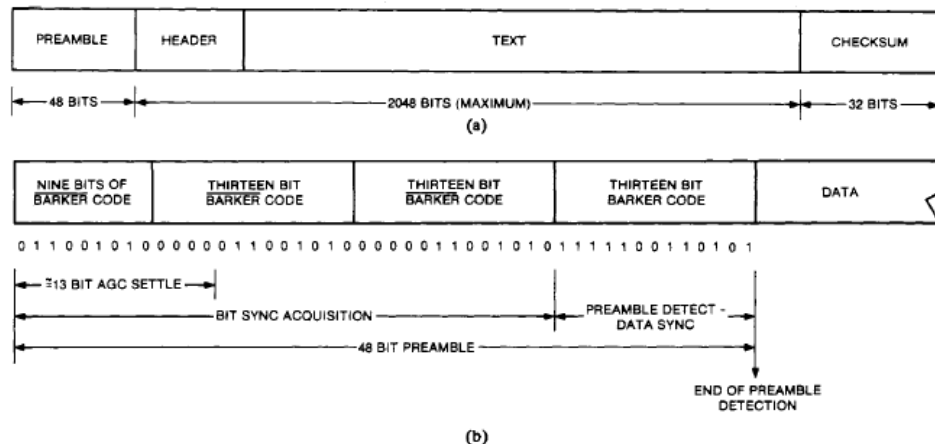 PREAMBLE HEADER TEXT CHECKSUM
48 BITS 2048 BITS (MAXIMUM) 32 BITS
(a)
NINE BITS OF THIRTEEN BIT THIRTEEN BIT THIRTEEN BIT DATA
BARKER CODE BARKER CODE BARKER CODE BARKER CODE
0 1 1 0 0 1 0 1 0 0 0 0 0 0 1 1 0 0 1 0 1 0 0 0 0 0 0 1 1 0 0 1 0 1 0 1 1 1 1 1 0 0 1 1 0 1 0 1
≅13 BIT AGC SETTLE
BIT SYNC ACQUISITION PREAMBLE DETECT -
DATA SYNC
48 BIT PREAMBLE
END OF PREAMBLE
DETECTION
(b)